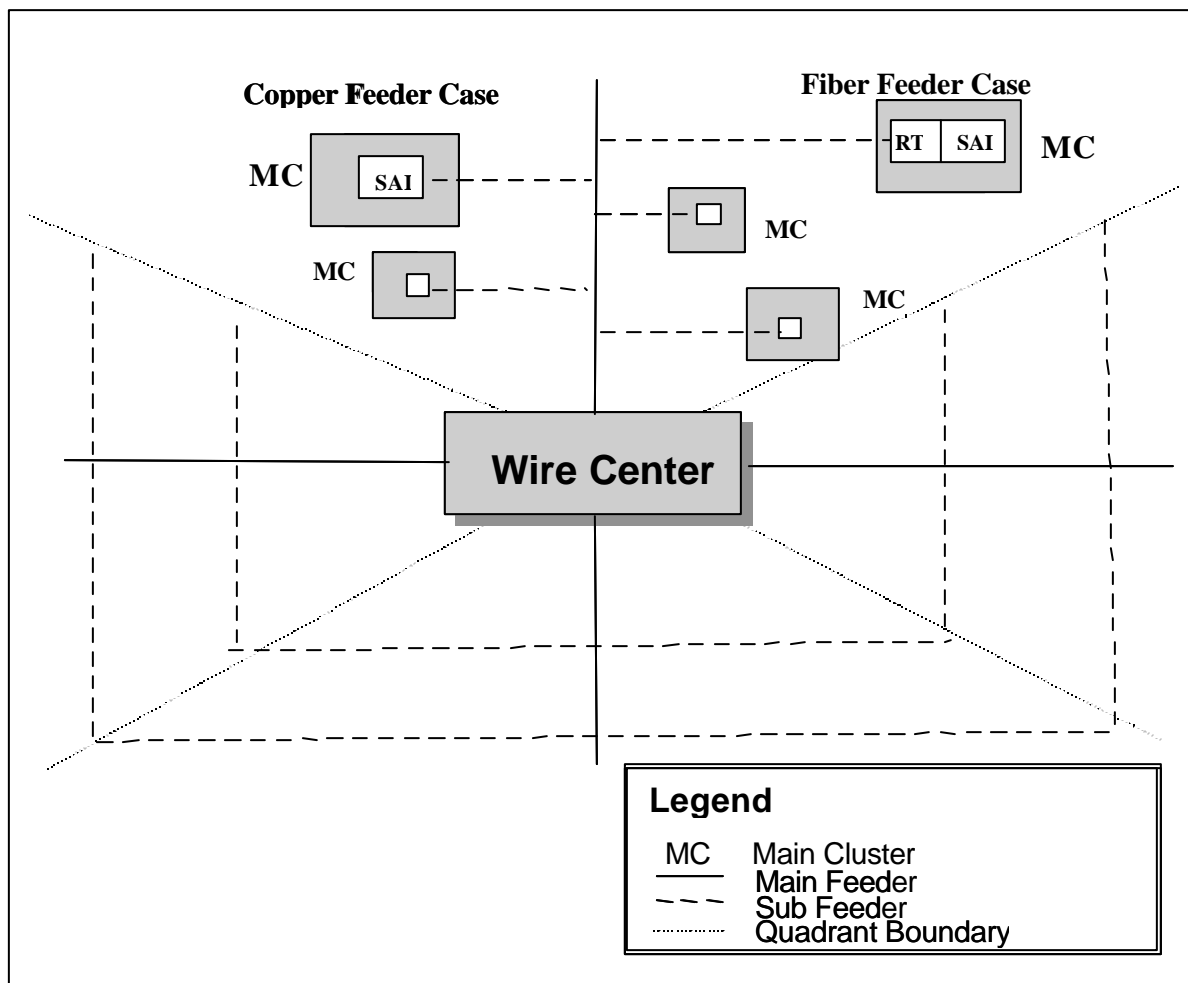 Copper Feeder Case
Fiber Feeder Case
MC
SAI
RT
SAI
MC
MC
MC
MC
Wire Center
Legend
MC Main Cluster
Main Feeder
Sub Feeder
Quadrant Boundary